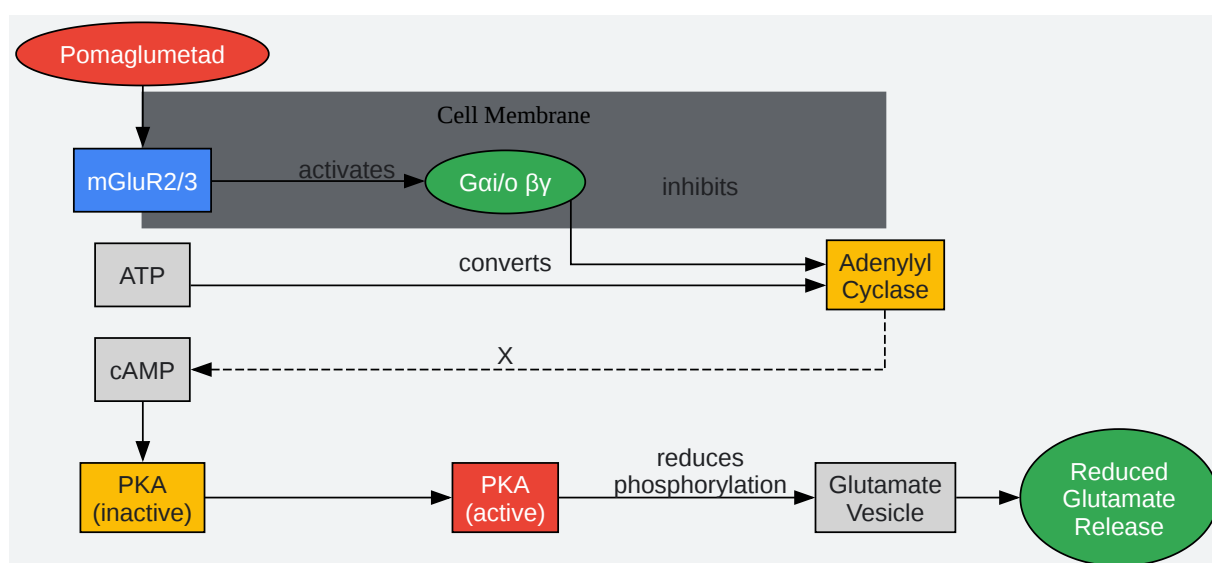 Pomaglumetad
Cell Membrane
mGluR2/3
activates
Gαi/o βγ
inhibits
ATP
converts
Adenylyl
Cyclase
cAMP
X
PKA
(inactive)
PKA
(active)
reduces
phosphorylation
Glutamate
Vesicle
Reduced
Glutamate
Release